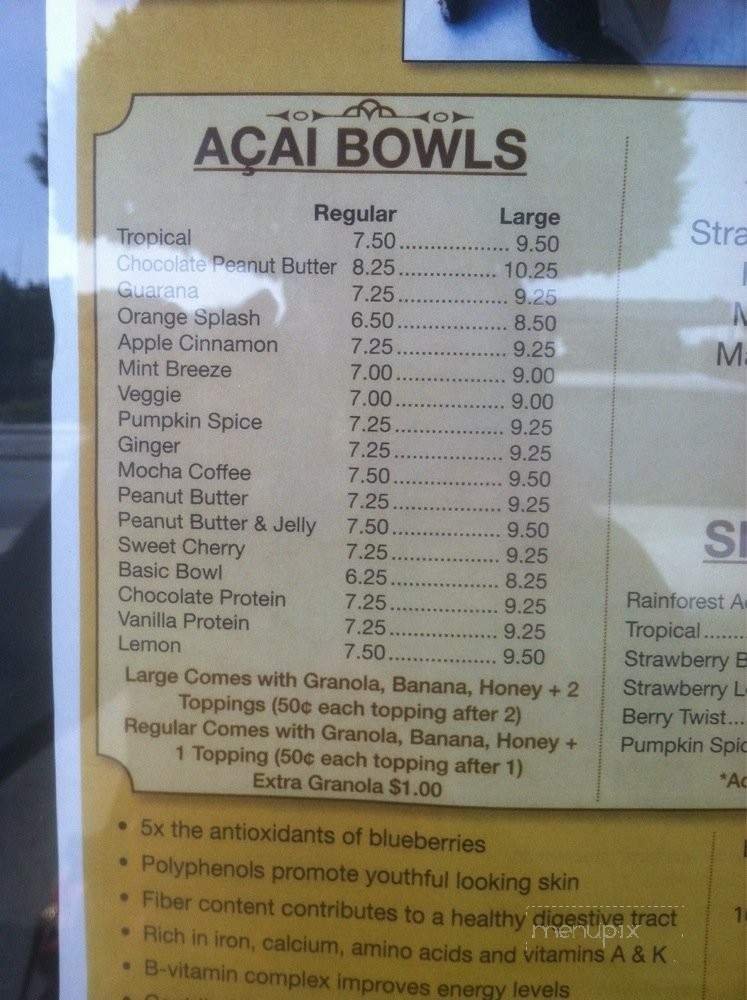 AÇAI BOWLS
Regular Large
Tropical 7.50.................... 9.50
Chocolate Peanut Butter 8.25.................. 10.25
Guarana 7.25.................... 9.25
Orange Splash 6.50.................... 8.50
Apple Cinnamon 7.25.................... 9.25
Mint Breeze 7.00.................... 9.00
Veggie 7.00.................... 9.00
Pumpkin Spice 7.25.................... 9.25
Ginger 7.25.................... 9.25
Mocha Coffee 7.50.................... 9.50
Peanut Butter 7.25.................... 9.25
Peanut Butter & Jelly 7.50.................... 9.50
Sweet Cherry 7.25.................... 9.25
Basic Bowl 6.25.................... 8.25
Chocolate Protein 7.25.................... 9.25
Vanilla Protein 7.25.................... 9.25
Lemon 7.50.................... 9.50
Large Comes with Granola, Banana, Honey + 2
Toppings (50¢ each topping after 2)
Regular Comes with Granola, Banana, Honey +
1 Topping (50¢ each topping after 1)
Extra Granola $1.00
• 5x the antioxidants of blueberries
• Polyphenols promote youthful looking skin
• Fiber content contributes to a healthy digestive tract
• Rich in iron, calcium, amino acids and vitamins A & K
• B-vitamin complex improves energy levels
Stra
M
Ma
Rainforest A
Tropical.......
Strawberry B
Strawberry L
Berry Twist...
Pumpkin Spic
menupix